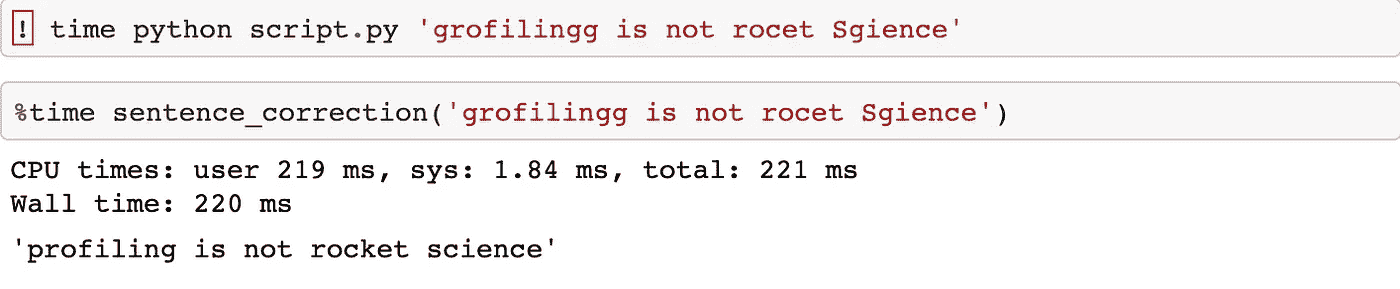 ! time python script.py 'grofilingg is not rocet Sgience'
%time sentence_correction('grofilingg is not rocet Sgience')
CPU times: user 219 ms, sys: 1.84 ms, total: 221 ms
Wall time: 220 ms
'profiling is not rocket science'